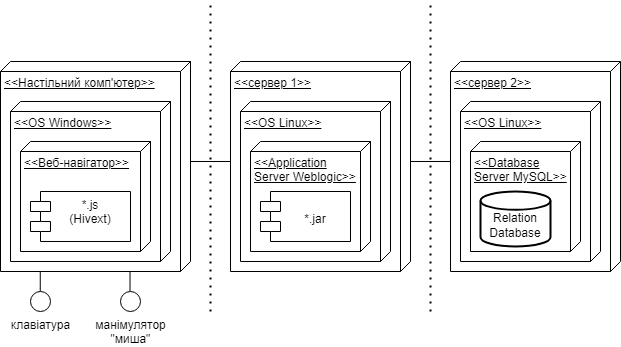 <<Настільний комп'ютер>>
<<OS Windows>>
<<Веб-навігатор>>
*.js
(Hivext)
клавіатура
манімулятор
"миша"
<<сервер 1>>
<<OS Linux>>
<<Application
Server Weblogic>>
*.jar
<<сервер 2>>
<<OS Linux>>
<<Database
Server MySQL>>
Relation
Database